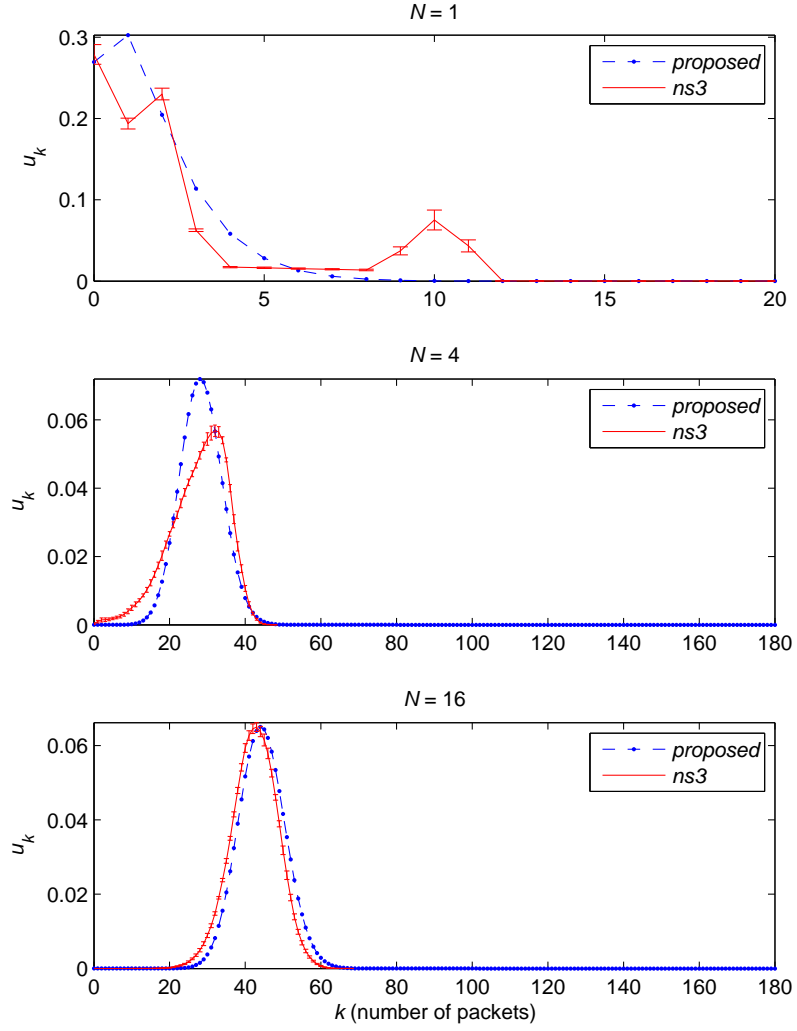 N = 1
0.3
0.2
0.1
0
u_k
proposed
ns3
0 5 10 15 20
N = 4
0.06
0.04
0.02
0
u_k
proposed
ns3
0 20 40 60 80 100 120 140 160 180
N = 16
0.06
0.04
0.02
0
u_k
proposed
ns3
0 20 40 60 80 100 120 140 160 180
k (number of packets)